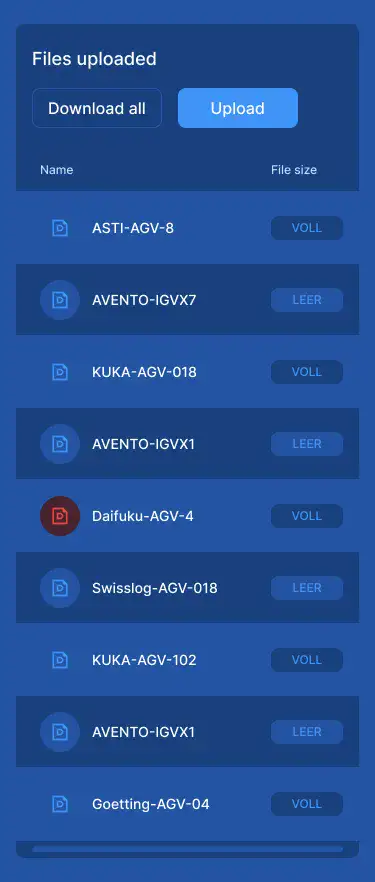 Files uploaded
Download all Upload
Name File size
ASTI-AGV-8 VOLL
AVENTO-IGVX7 LEER
KUKA-AGV-018 VOLL
AVENTO-IGVX1 LEER
Daifuku-AGV-4 VOLL
Swisslog-AGV-018 LEER
KUKA-AGV-102 VOLL
AVENTO-IGVX1 LEER
Goetting-AGV-04 VOLL